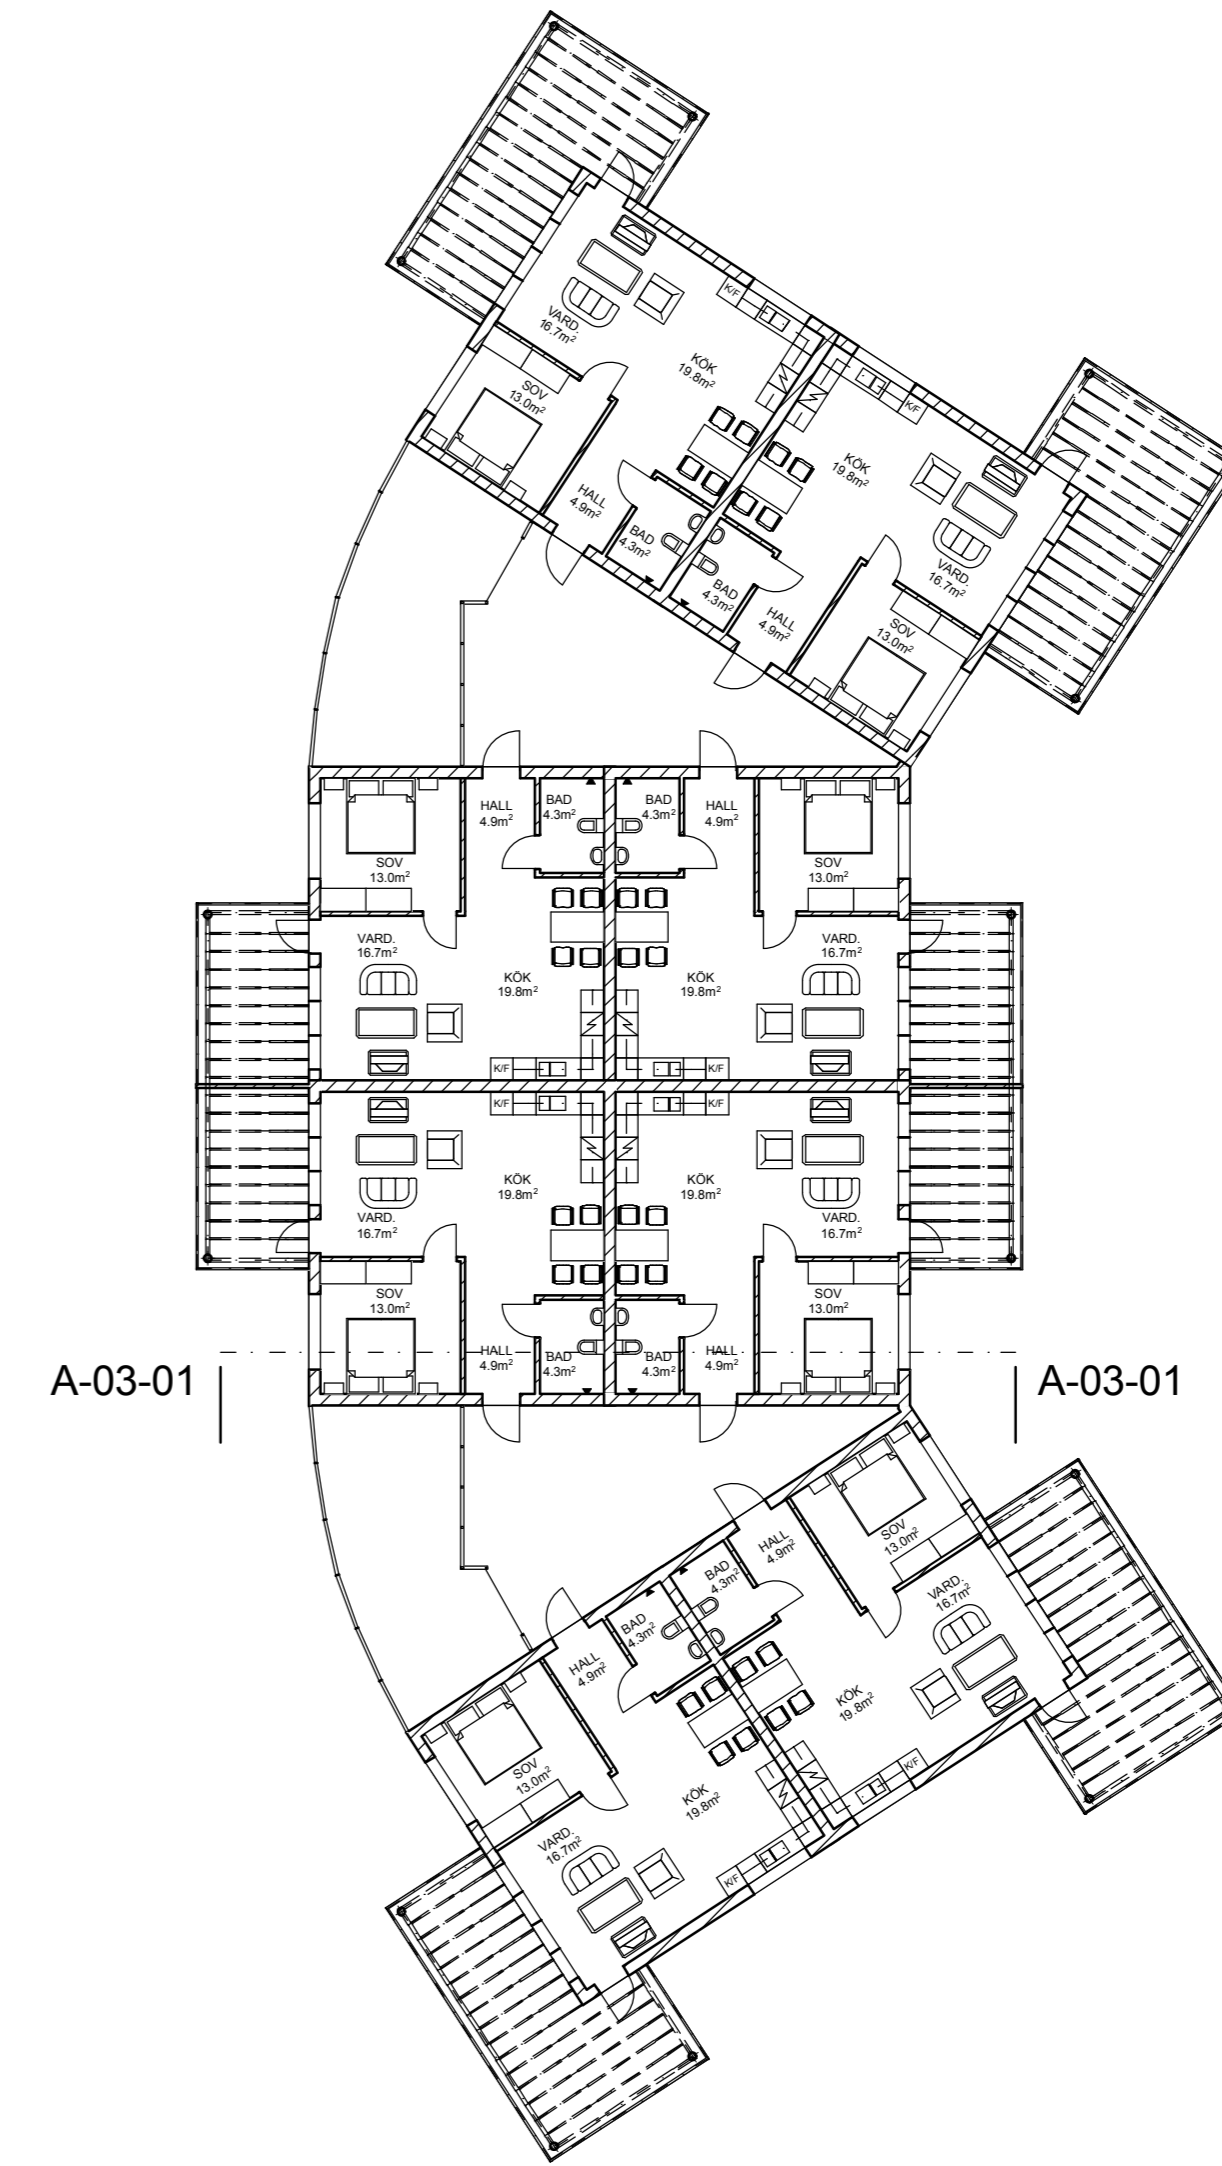 K/F
VARD.
16.7m²
KÖK
19.8m²
SOV
13.0m²
HALL
4.9m²
BAD
4.3m²
K/F
KÖK
19.8m²
VARD.
16.7m²
BAD
4.3m²
HALL
4.9m²
SOV
13.0m²
HALL
4.9m²
BAD
4.3m²
BAD
4.3m²
HALL
4.9m²
SOV
13.0m²
SOV
13.0m²
VARD.
16.7m²
VARD.
16.7m²
KÖK
19.8m²
KÖK
19.8m²
K/F
K/F
K/F
K/F
KÖK
19.8m²
KÖK
19.8m²
VARD.
16.7m²
VARD.
16.7m²
SOV
13.0m²
SOV
13.0m²
HALL
4.9m²
BAD
4.3m²
BAD
4.3m²
HALL
4.9m²
A-03-01
A-03-01
SOV
13.0m²
HALL
4.9m²
BAD
4.3m²
VARD.
16.7m²
KÖK
19.8m²
K/F
BAD
4.3m²
HALL
4.9m²
SOV
13.0m²
KÖK
19.8m²
VARD.
16.7m²
K/F